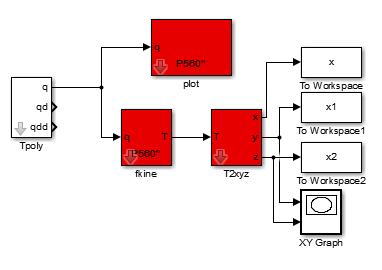 q
P560"
plot
q
qd
qdd
Tpoly
q
T
P560"
fkine
T
x
y
z
T2xyz
x
To Workspace
x1
To Workspace1
x2
To Workspace2
XY Graph